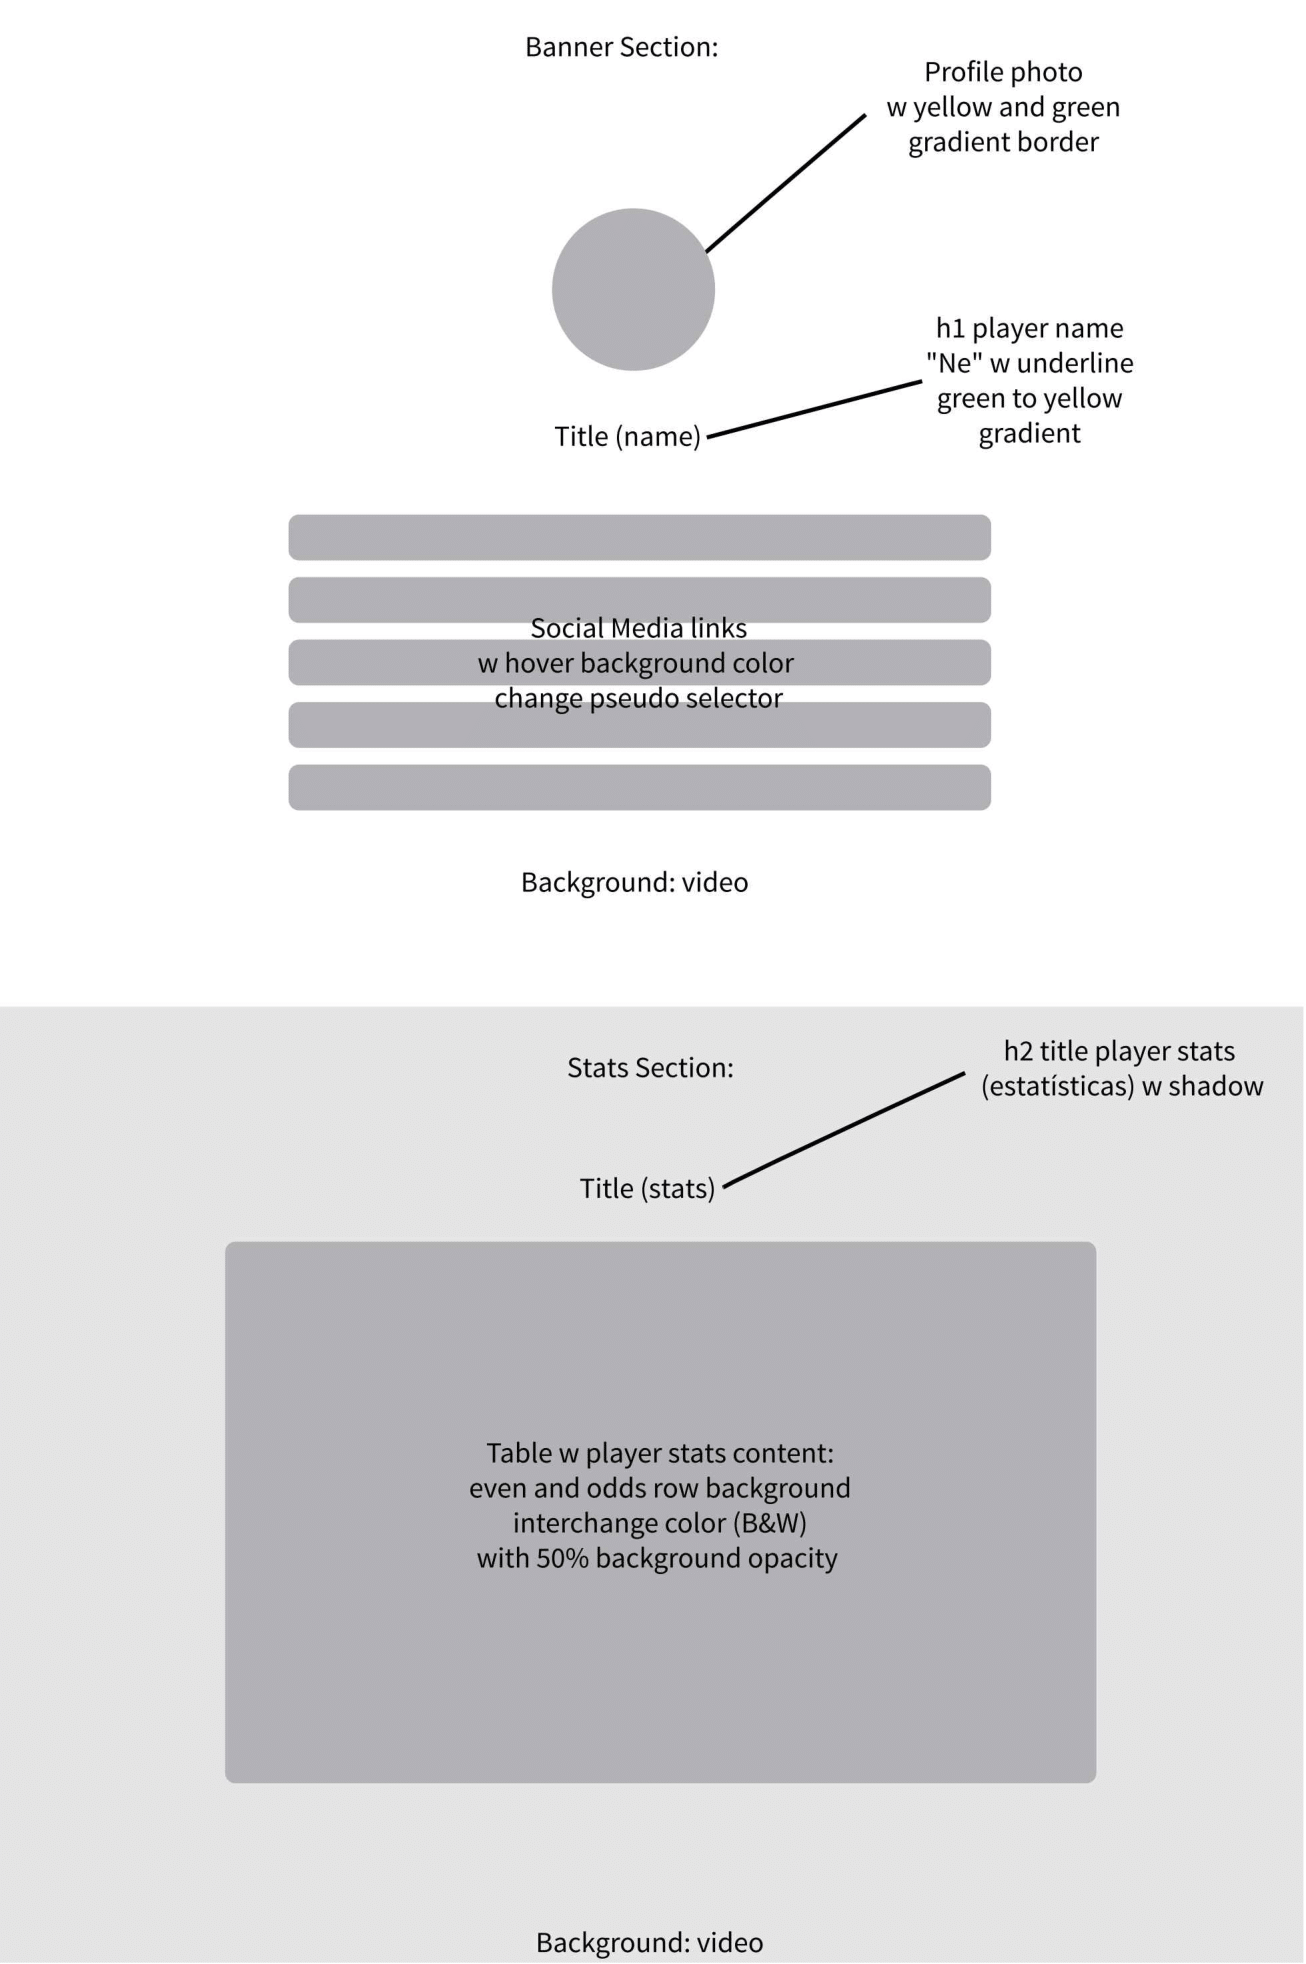 Banner Section:
Profile photo
w yellow and green
gradient border
h1 player name
"Ne" w underline
green to yellow
gradient
Title (name)
Social Media links
w hover background color
change pseudo selector
Background: video
Stats Section:
h2 title player stats
(estatísticas) w shadow
Title (stats)
Table w player stats content:
even and odds row background
interchange color (B&W)
with 50% background opacity
Background: video